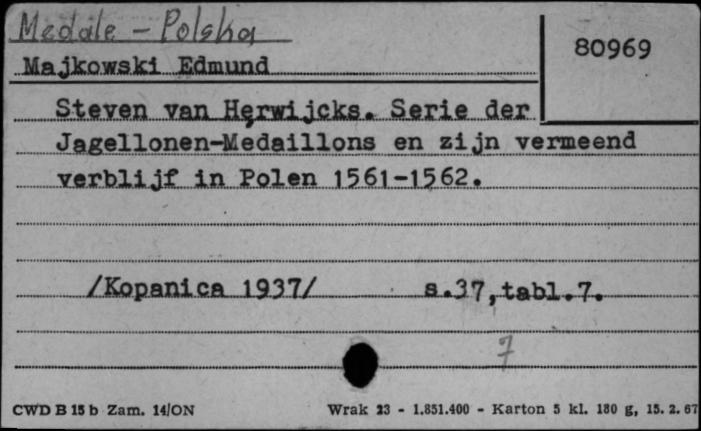 Medale - Polska
80969
Majkowski Edmund
Steven van Herwijcks. Serie der
Jagellonen-Medaillons en zijn vermeend
verblijf in Polen 1561-1562.
/Kopanica 1937/ s.37,tabl.7.
7
CWD B 15 b Zam. 14/ON Wrak 23 - 1.851.400 - Karton 5 kl. 180 g, 15. 2. 67